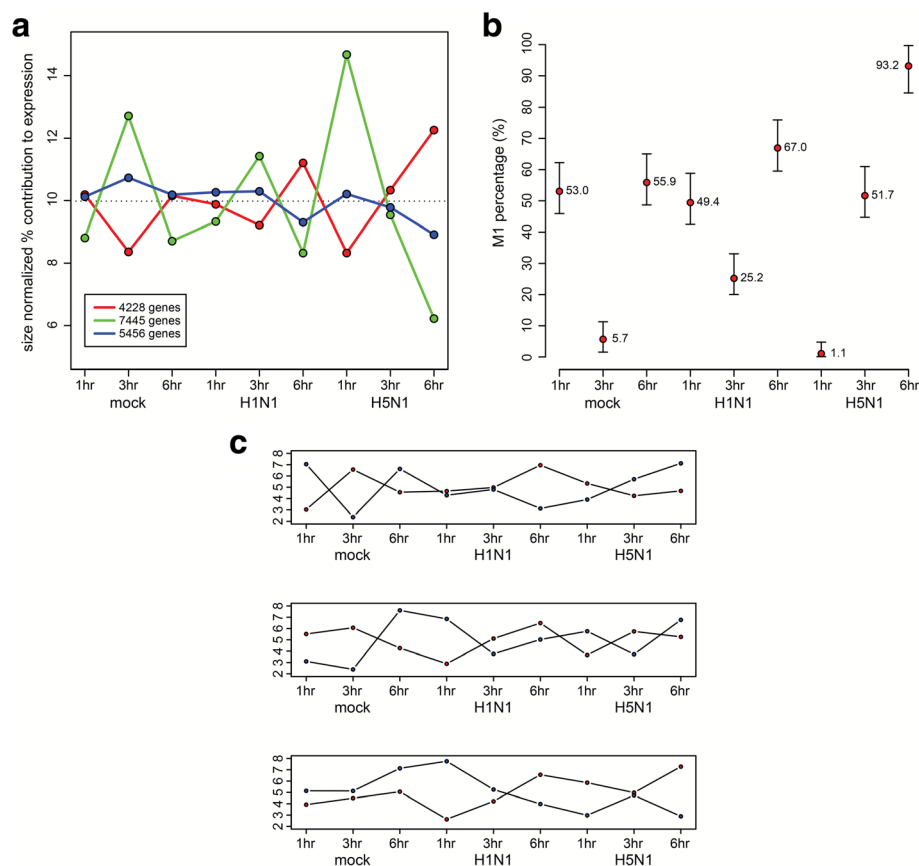 a
size normalized % contribution to expression
14
12
10
8
6
4228 genes
7445 genes
5456 genes
1hr 3hr 6hr 1hr 3hr 6hr 1hr 3hr 6hr
mock H1N1 H5N1
b
M1 percentage (%)
100
90
80
70
60
50
40
30
20
10
0
53.0
5.7
55.9
49.4
25.2
67.0
1.1
51.7
93.2
1hr 3hr 6hr 1hr 3hr 6hr 1hr 3hr 6hr
mock H1N1 H5N1
c
8
7
6
5
4
3
2
1hr 3hr 6hr 1hr 3hr 6hr 1hr 3hr 6hr
mock H1N1 H5N1
8
7
6
5
4
3
2
1hr 3hr 6hr 1hr 3hr 6hr 1hr 3hr 6hr
mock H1N1 H5N1
8
7
6
5
4
3
2
1hr 3hr 6hr 1hr 3hr 6hr 1hr 3hr 6hr
mock H1N1 H5N1